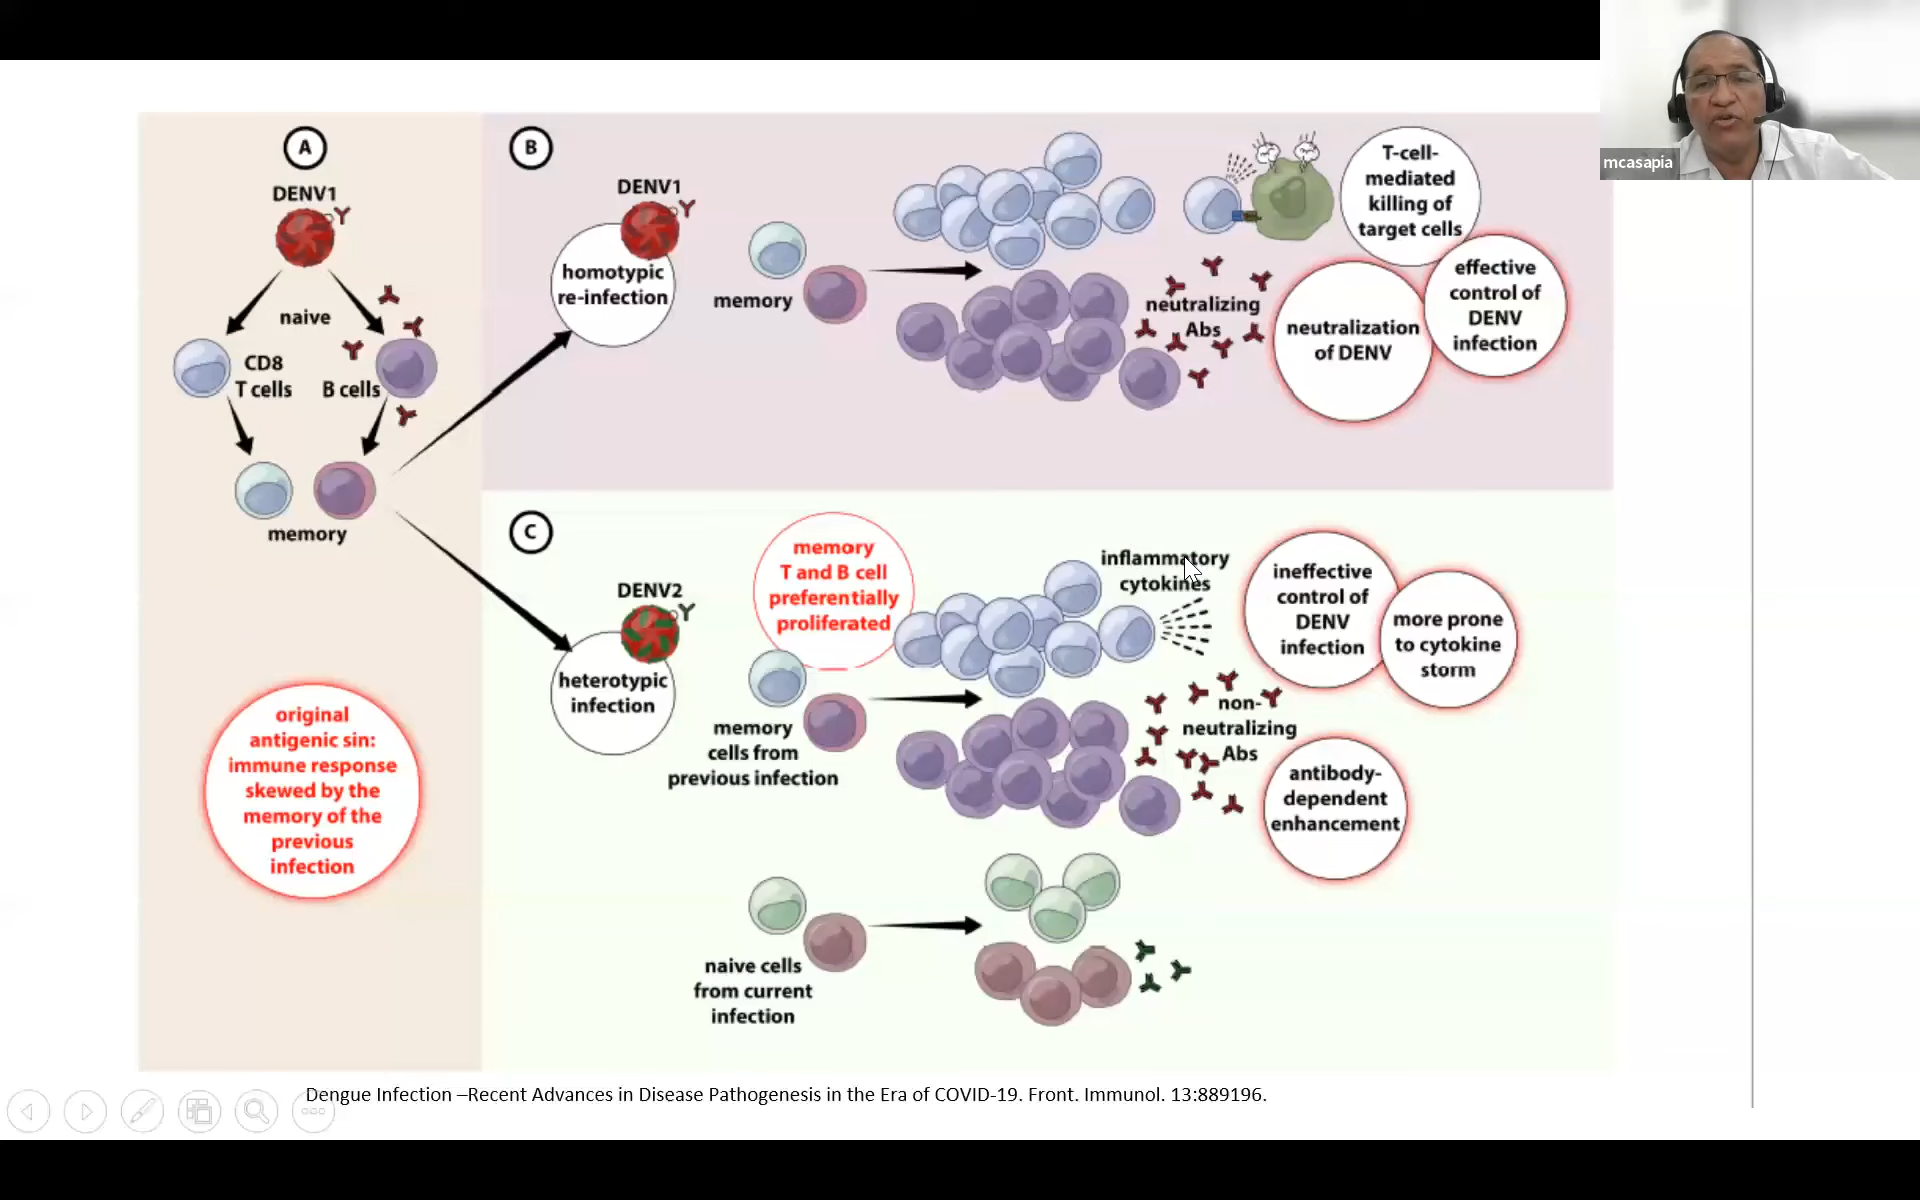 mcasapia
A
DENV1
naive
CD8
T cells
B cells
memory
original
antigenic sin:
immune response
skewed by the
memory of the
previous
infection
B
DENV1
homotypic
re-infection
memory
neutralizing
Abs
T-cell-
mediated
killing of
target cells
neutralization
of DENV
effective
control of
DENV
infection
C
DENV2
heterotypic
infection
memory
T and B cell
preferentially
proliferated
memory
cells from
previous infection
inflammatory
cytokines
non-
neutralizing
Abs
ineffective
control of
DENV
infection
more prone
to cytokine
storm
antibody-
dependent
enhancement
naive cells
from current
infection
Dengue Infection –Recent Advances in Disease Pathogenesis in the Era of COVID-19. Front. Immunol. 13:889196.